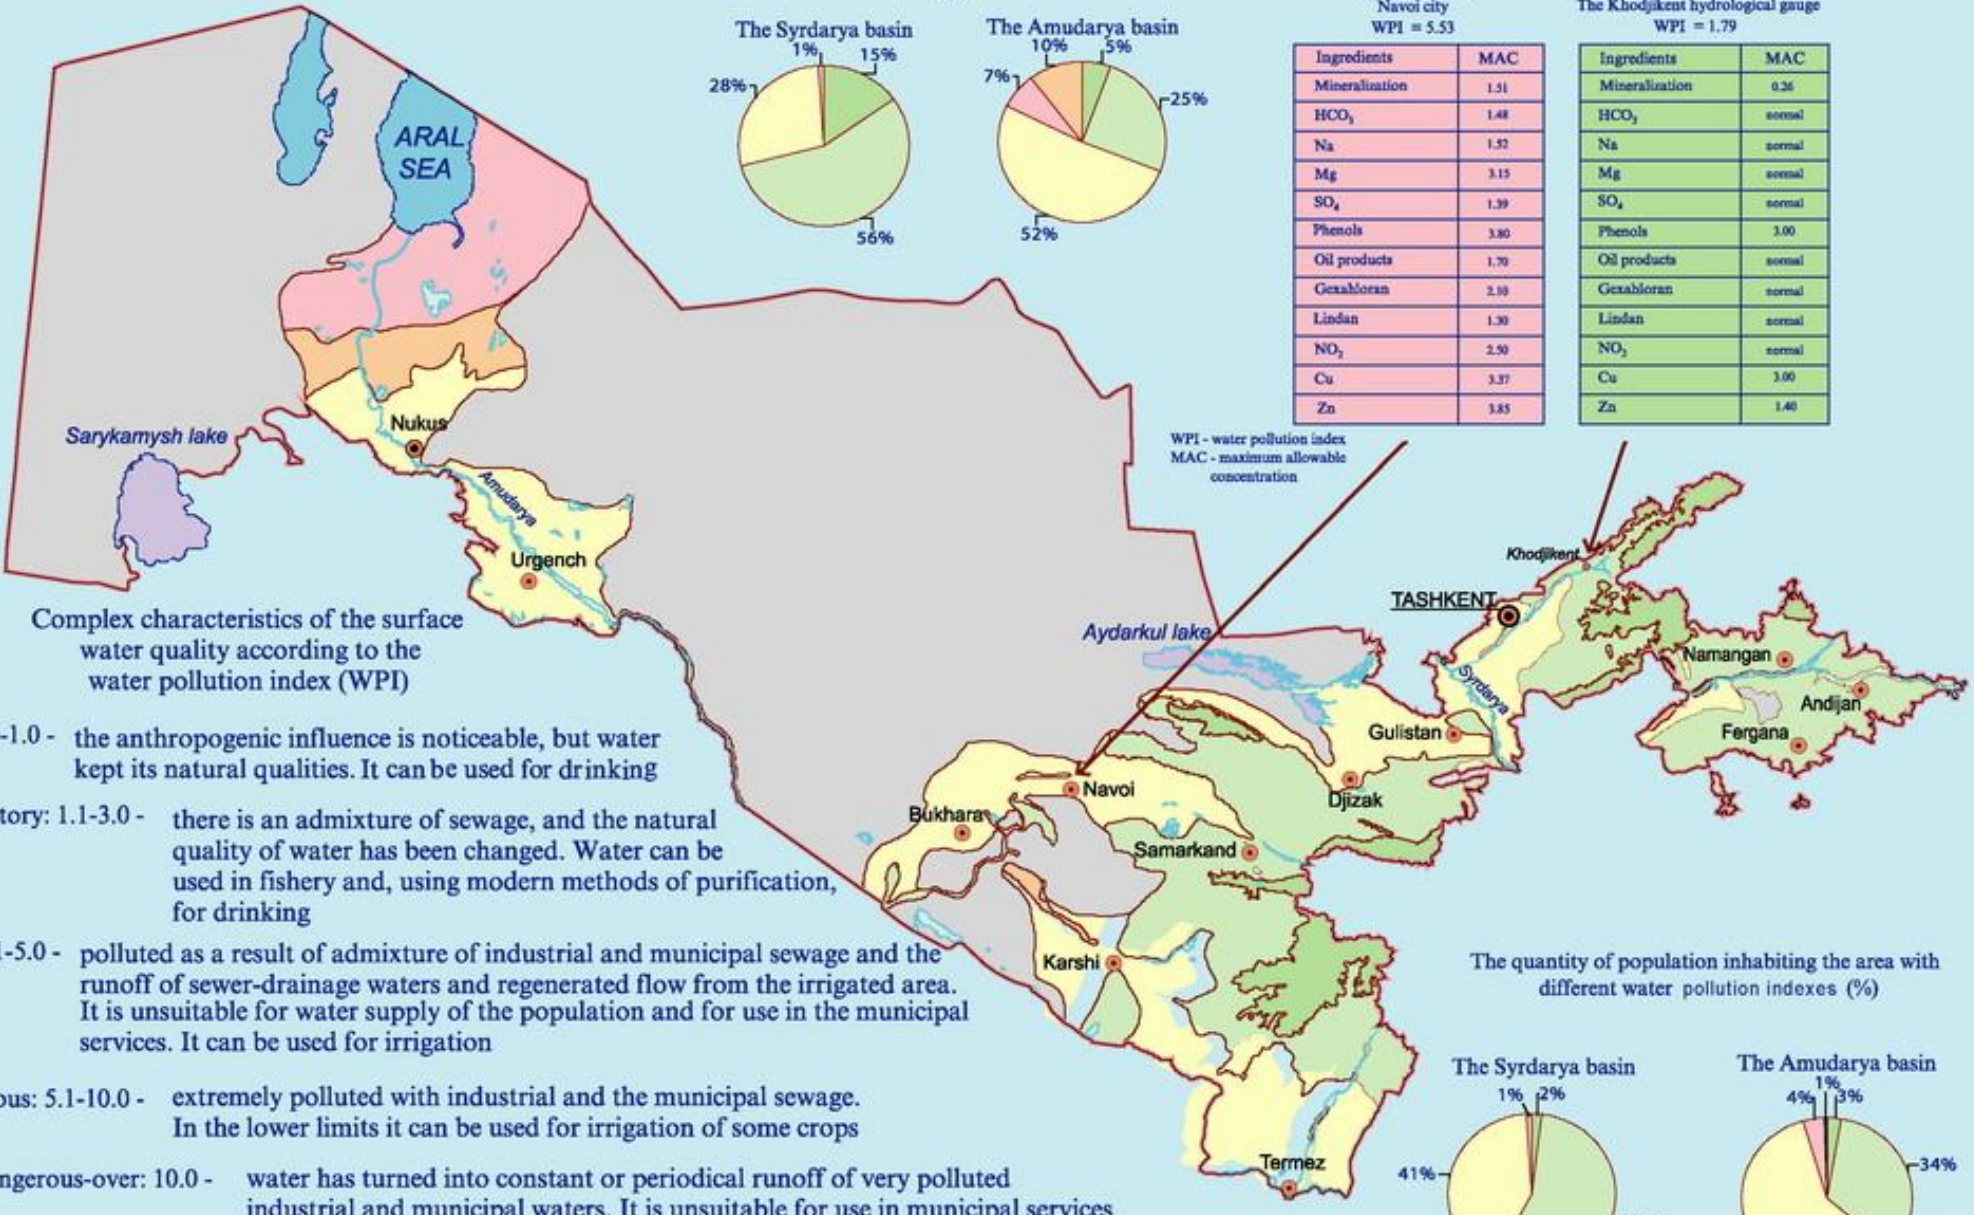 The Syrdarya basin
1%
15%
28%
56%
The Amudarya basin
10%
5%
7%
25%
52%
Navoi city
WPI = 5.53
Ingredients MAC
Mineralization 1.51
HCO₃ 1.48
Na 1.52
Mg 3.15
SO₄ 1.39
Phenols 3.80
Oil products 1.70
Gexahloran 2.10
Lindan 1.30
NO₂ 2.50
Cu 3.37
Zn 3.85
The Khodjikent hydrological gauge
WPI = 1.79
Ingredients MAC
Mineralization 0.26
HCO₃ normal
Na normal
Mg normal
SO₄ normal
Phenols 3.00
Oil products normal
Gexahloran normal
Lindan normal
NO₂ normal
Cu 3.00
Zn 1.40
WPI - water pollution index
MAC - maximum allowable
concentration
ARAL
SEA
Sarykamysh lake
Nukus
Amudarya
Urgench
Khodjikent
TASHKENT
Aydarkul lake
Syrdarya
Namangan
Andijan
Fergana
Gulistan
Djizak
Navoi
Bukhara
Samarkand
Karshi
Termez
Complex characteristics of the surface
water quality according to the
water pollution index (WPI)
-1.0 - the anthropogenic influence is noticeable, but water
kept its natural qualities. It can be used for drinking
tory: 1.1-3.0 - there is an admixture of sewage, and the natural
quality of water has been changed. Water can be
used in fishery and, using modern methods of purification,
for drinking
-5.0 - polluted as a result of admixture of industrial and municipal sewage and the
runoff of sewer-drainage waters and regenerated flow from the irrigated area.
It is unsuitable for water supply of the population and for use in the municipal
services. It can be used for irrigation
ous: 5.1-10.0 - extremely polluted with industrial and the municipal sewage.
In the lower limits it can be used for irrigation of some crops
ngerous-over: 10.0 - water has turned into constant or periodical runoff of very polluted
industrial and municipal waters. It is unsuitable for use in municipal services
The quantity of population inhabiting the area with
different water pollution indexes (%)
The Syrdarya basin
1%
2%
41%
The Amudarya basin
1%
4%
3%
34%